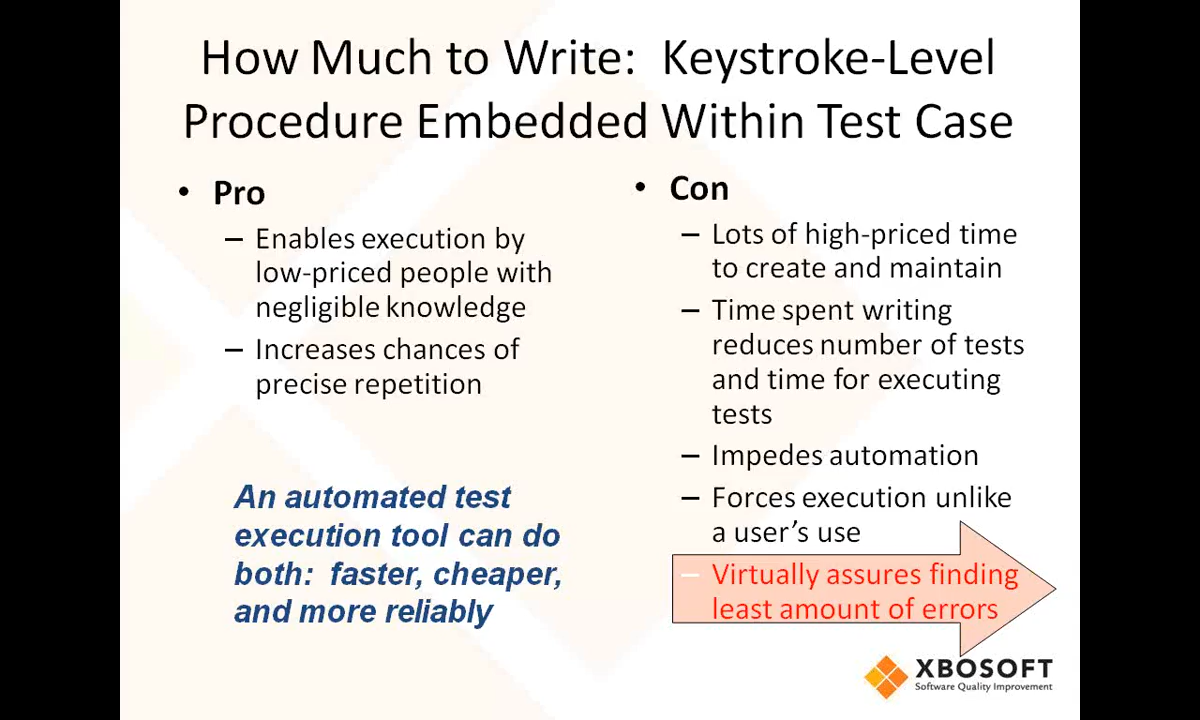 How Much to Write:  Keystroke-Level
Procedure Embedded Within Test Case
• Pro
– Enables execution by
low-priced people with
negligible knowledge
– Increases chances of
precise repetition
An automated test
execution tool can do
both:  faster, cheaper,
and more reliably
• Con
– Lots of high-priced time
to create and maintain
– Time spent writing
reduces number of tests
and time for executing
tests
– Impedes automation
– Forces execution unlike
a user’s use
– Virtually assures finding
least amount of errors
XBOSOFT
Software Quality Improvement